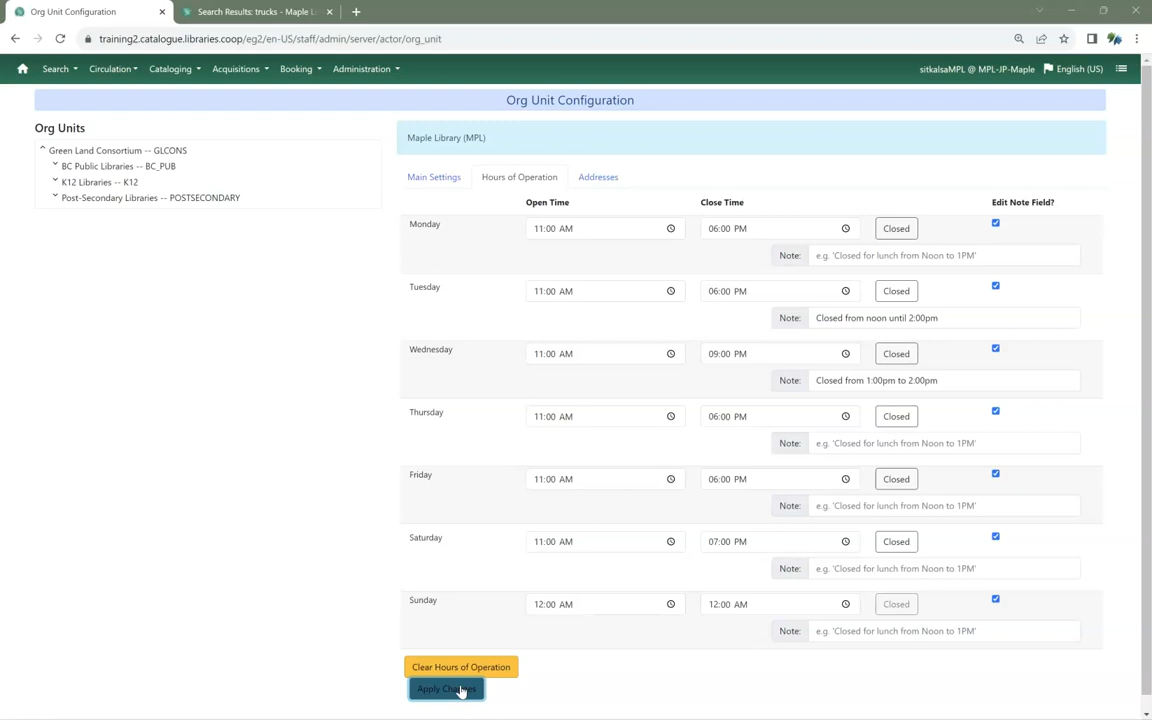 Org Unit Configuration
Search Results: trucks - Maple L
training2.catalogue.libraries.coop/eg2/en-US/staff/admin/server/actor/org_unit
Search Circulation Cataloging Acquisitions Booking Administration sitkalsaMPL @ MPL-JP-Maple English (US)
Org Unit Configuration
Org Units
Green Land Consortium -- GLCONS
BC Public Libraries -- BC_PUB
K12 Libraries -- K12
Post-Secondary Libraries -- POSTSECONDARY
Maple Library (MPL)
Main Settings Hours of Operation Addresses
Open Time Close Time Edit Note Field?
Monday 11:00 AM 06:00 PM Closed
Note: e.g. 'Closed for lunch from Noon to 1PM'
Tuesday 11:00 AM 06:00 PM Closed
Note: Closed from noon until 2:00pm
Wednesday 11:00 AM 09:00 PM Closed
Note: Closed from 1:00pm to 2:00pm
Thursday 11:00 AM 06:00 PM Closed
Note: e.g. 'Closed for lunch from Noon to 1PM'
Friday 11:00 AM 06:00 PM Closed
Note: e.g. 'Closed for lunch from Noon to 1PM'
Saturday 11:00 AM 07:00 PM Closed
Note: e.g. 'Closed for lunch from Noon to 1PM'
Sunday 12:00 AM 12:00 AM Closed
Note: e.g. 'Closed for lunch from Noon to 1PM'
Clear Hours of Operation
Apply Changes